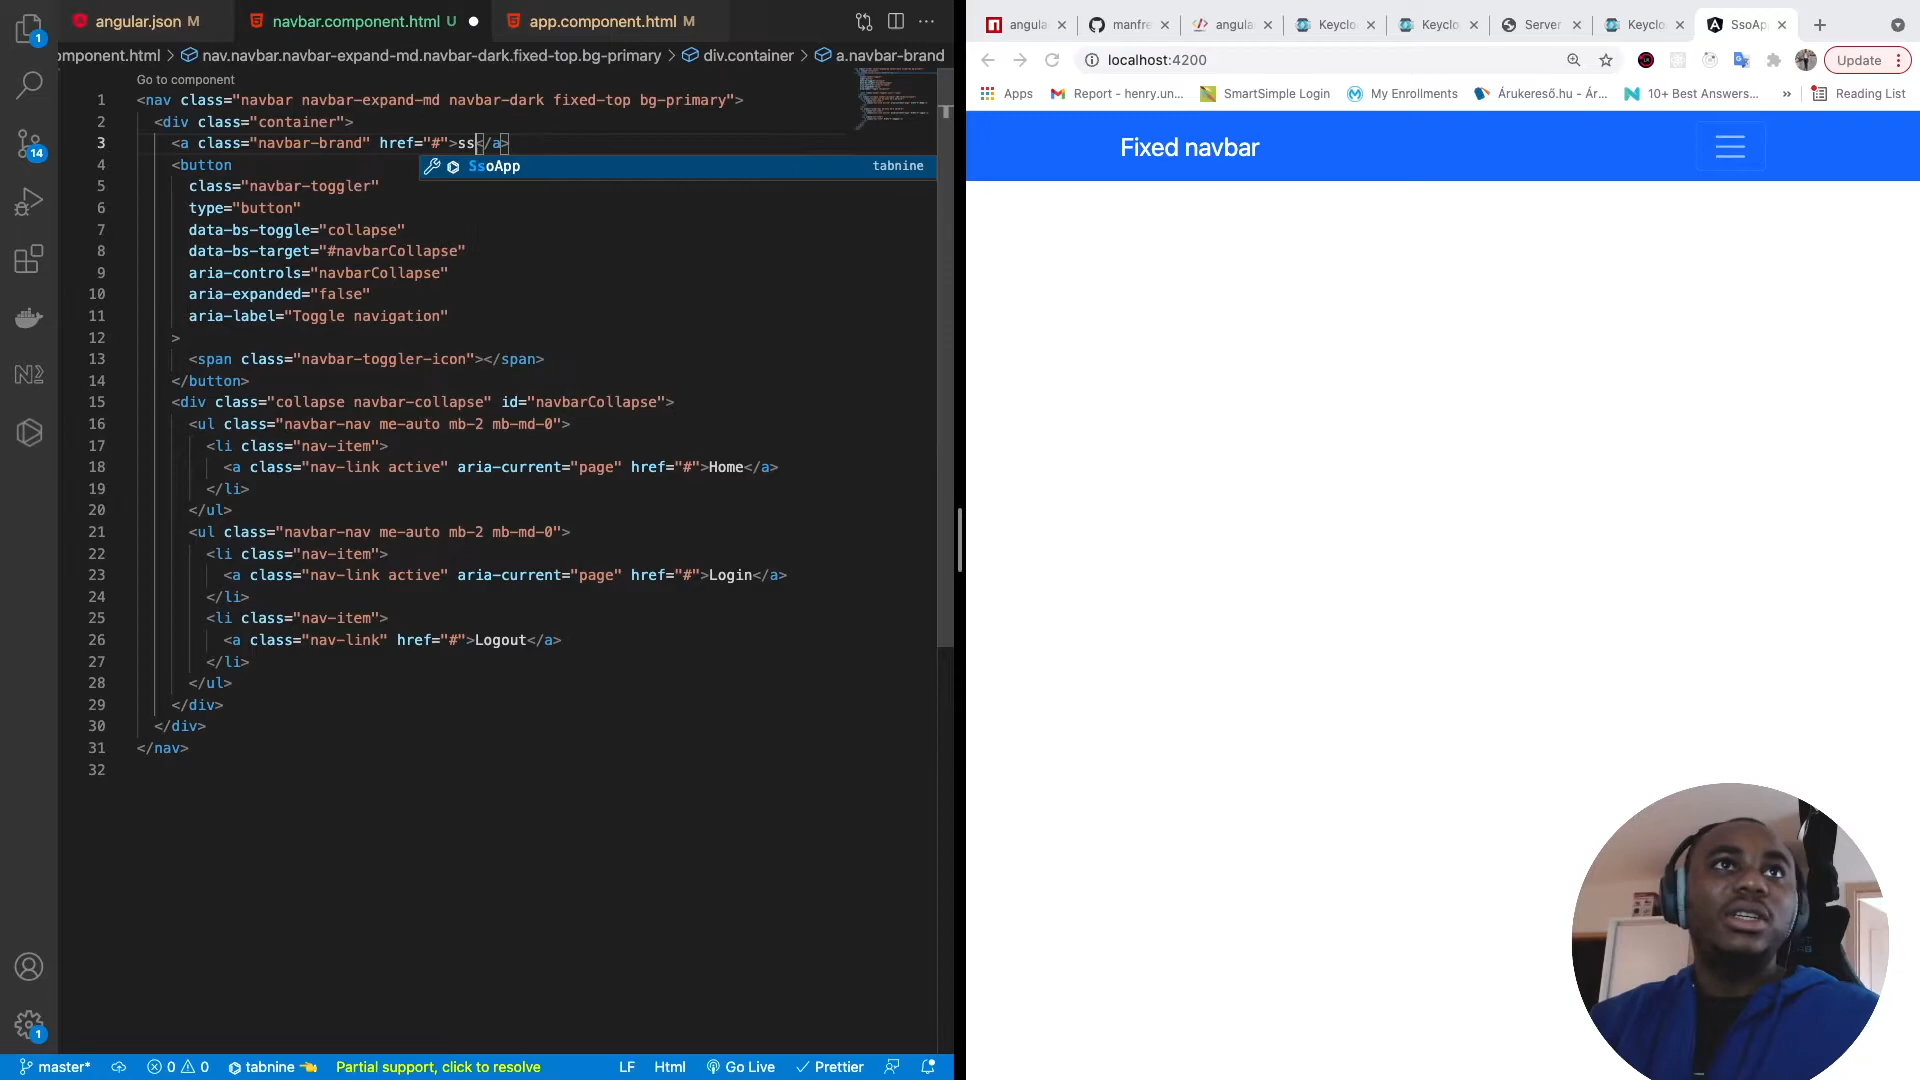 angular.json M
navbar.component.html U
app.component.html M
omponent.html > nav.navbar.navbar-expand-md.navbar-dark.fixed-top.bg-primary > div.container > a.navbar-brand
Go to component
1 <nav class="navbar navbar-expand-md navbar-dark fixed-top bg-primary">
2 <div class="container">
3 <a class="navbar-brand" href="#">ss</a>
SsoApp tabnine
4 <button
5 class="navbar-toggler"
6 type="button"
7 data-bs-toggle="collapse"
8 data-bs-target="#navbarCollapse"
9 aria-controls="navbarCollapse"
10 aria-expanded="false"
11 aria-label="Toggle navigation"
12 >
13 <span class="navbar-toggler-icon"></span>
14 </button>
15 <div class="collapse navbar-collapse" id="navbarCollapse">
16 <ul class="navbar-nav me-auto mb-2 mb-md-0">
17 <li class="nav-item">
18 <a class="nav-link active" aria-current="page" href="#">Home</a>
19 </li>
20 </ul>
21 <ul class="navbar-nav me-auto mb-2 mb-md-0">
22 <li class="nav-item">
23 <a class="nav-link active" aria-current="page" href="#">Login</a>
24 </li>
25 <li class="nav-item">
26 <a class="nav-link" href="#">Logout</a>
27 </li>
28 </ul>
29 </div>
30 </div>
31 </nav>
32
1
14
1
master* 0 0 tabnine Partial support, click to resolve LF Html Go Live Prettier
angula manfre angula Keyclo Keyclo Server Keyclo SsoAp
localhost:4200 Update
Apps Report - henry.un... SmartSimple Login My Enrollments Árukereső.hu - Ár... 10+ Best Answers... » Reading List
Fixed navbar